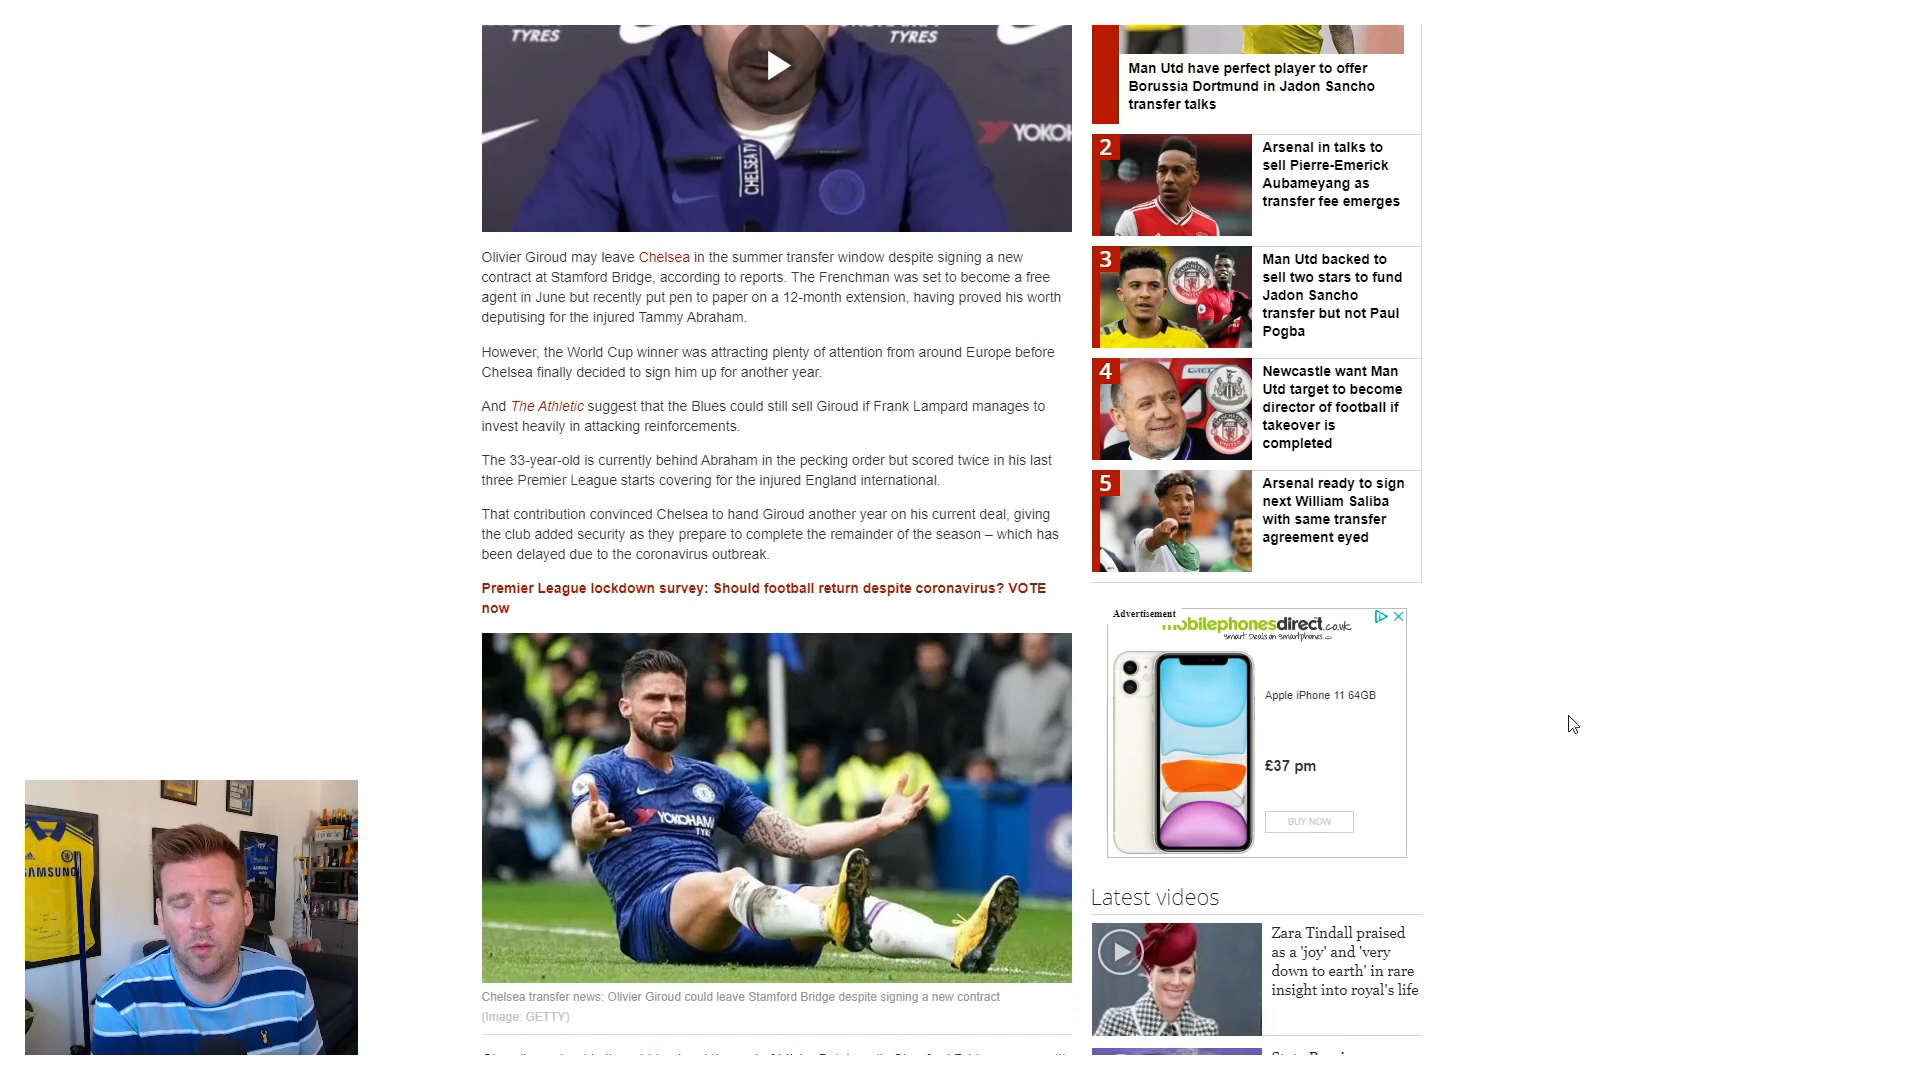 TYRES
TYRES
YOKOH
CHELSEA TV
Olivier Giroud may leave Chelsea in the summer transfer window despite signing a new
contract at Stamford Bridge, according to reports. The Frenchman was set to become a free
agent in June but recently put pen to paper on a 12-month extension, having proved his worth
deputising for the injured Tammy Abraham.
However, the World Cup winner was attracting plenty of attention from around Europe before
Chelsea finally decided to sign him up for another year.
And The Athletic suggest that the Blues could still sell Giroud if Frank Lampard manages to
invest heavily in attacking reinforcements.
The 33-year-old is currently behind Abraham in the pecking order but scored twice in his last
three Premier League starts covering for the injured England international.
That contribution convinced Chelsea to hand Giroud another year on his current deal, giving
the club added security as they prepare to complete the remainder of the season – which has
been delayed due to the coronavirus outbreak.
Premier League lockdown survey: Should football return despite coronavirus? VOTE
now
YOKOHAMA
TYRES
Chelsea transfer news: Olivier Giroud could leave Stamford Bridge despite signing a new contract
(Image: GETTY)
Man Utd have perfect player to offer
Borussia Dortmund in Jadon Sancho
transfer talks
2
Arsenal in talks to
sell Pierre-Emerick
Aubameyang as
transfer fee emerges
3
Man Utd backed to
sell two stars to fund
Jadon Sancho
transfer but not Paul
Pogba
4
Newcastle want Man
Utd target to become
director of football if
takeover is
completed
5
Arsenal ready to sign
next William Saliba
with same transfer
agreement eyed
Advertisement
mobilephonesdirect.co.uk
smart deals on smartphones
Apple iPhone 11 64GB
£37 pm
BUY NOW
Latest videos
Zara Tindall praised
as a 'joy' and 'very
down to earth' in rare
insight into royal's life
SAMSUNG